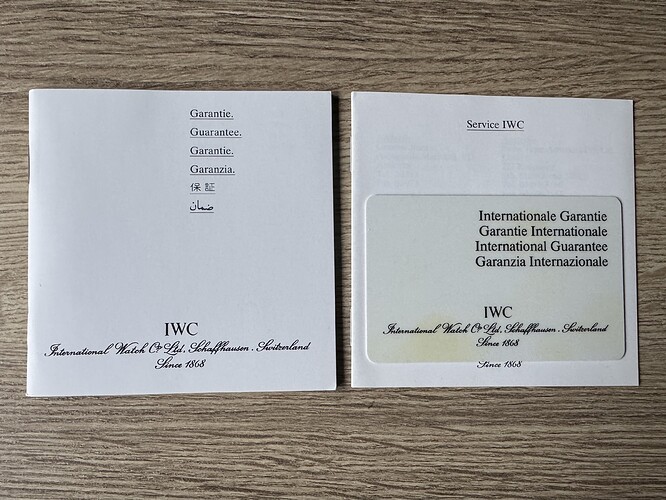 Garantie.
Guarantee.
Garantie.
Garanzia.
保証
ضمان
IWC
International Watch Co Ltd. Schaffhausen. Switzerland
Since 1868
Service IWC
Internationale Garantie
Garantie Internationale
International Guarantee
Garanzia Internazionale
IWC
International Watch Co Ltd. Schaffhausen. Switzerland
Since 1868
Since 1868